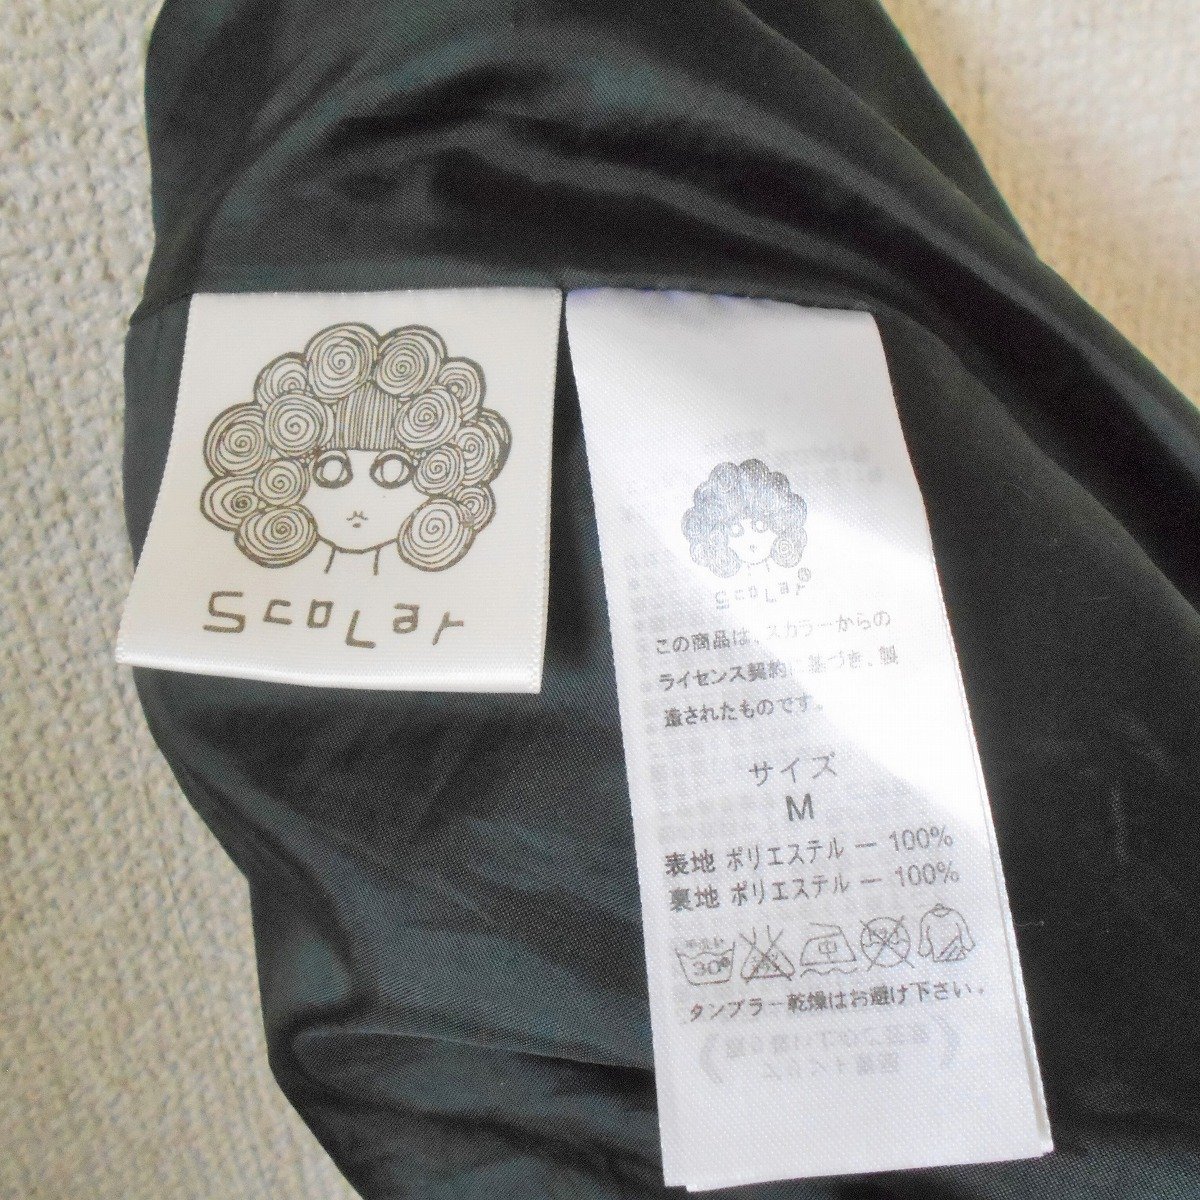 ScoLar
ScoLar®
この商品は、スカラーからの
ライセンス契約に基づき、製
造されたものです。
サイズ
M
表地 ポリエステル ー 100%
裏地 ポリエステル ー 100%
30
中
タンブラー乾燥はお避け下さい。